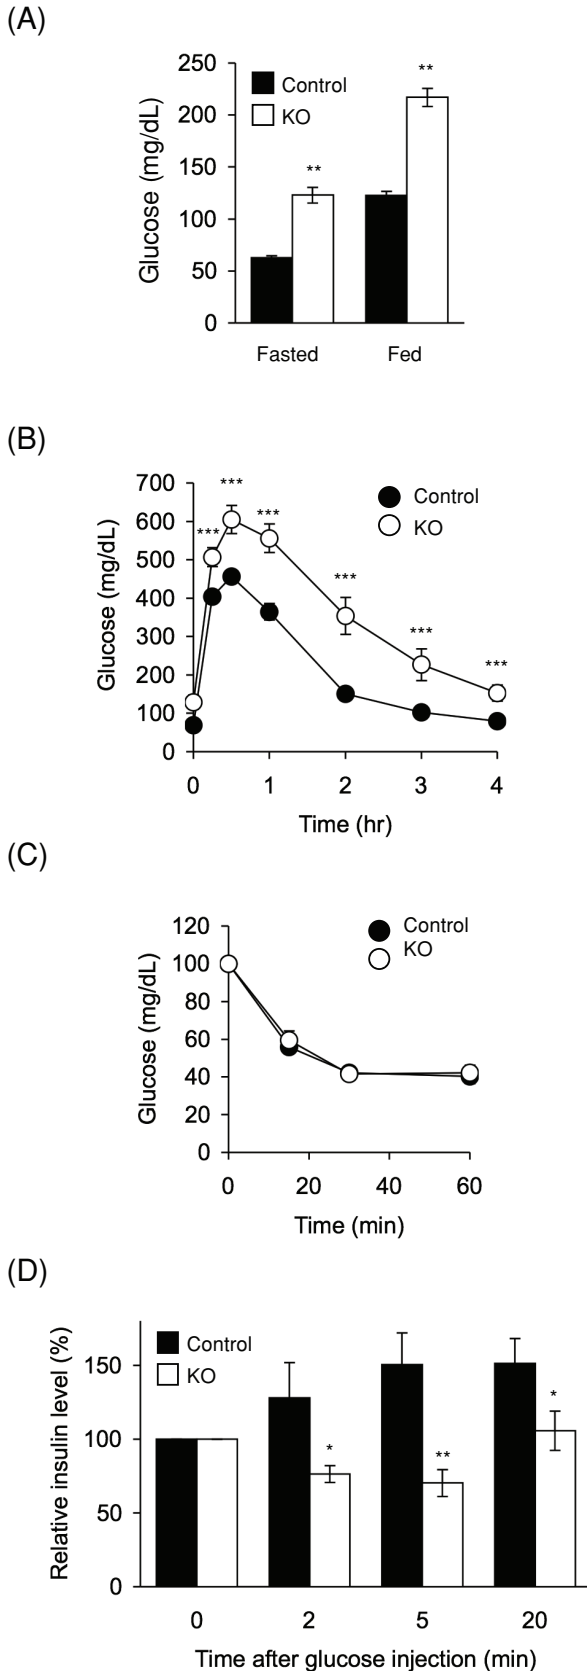 (A)
250
200
150
100
50
0
Glucose (mg/dL)
Control
KO
**
**
Fasted Fed
(B)
700
600
500
400
300
200
100
0
Glucose (mg/dL)
Control
KO
***
***
***
***
***
***
0 1 2 3 4
Time (hr)
(C)
120
100
80
60
40
20
0
Glucose (mg/dL)
Control
KO
0 20 40 60
Time (min)
(D)
150
100
50
0
Relative insulin level (%)
Control
KO
*
**
*
0 2 5 20
Time after glucose injection (min)